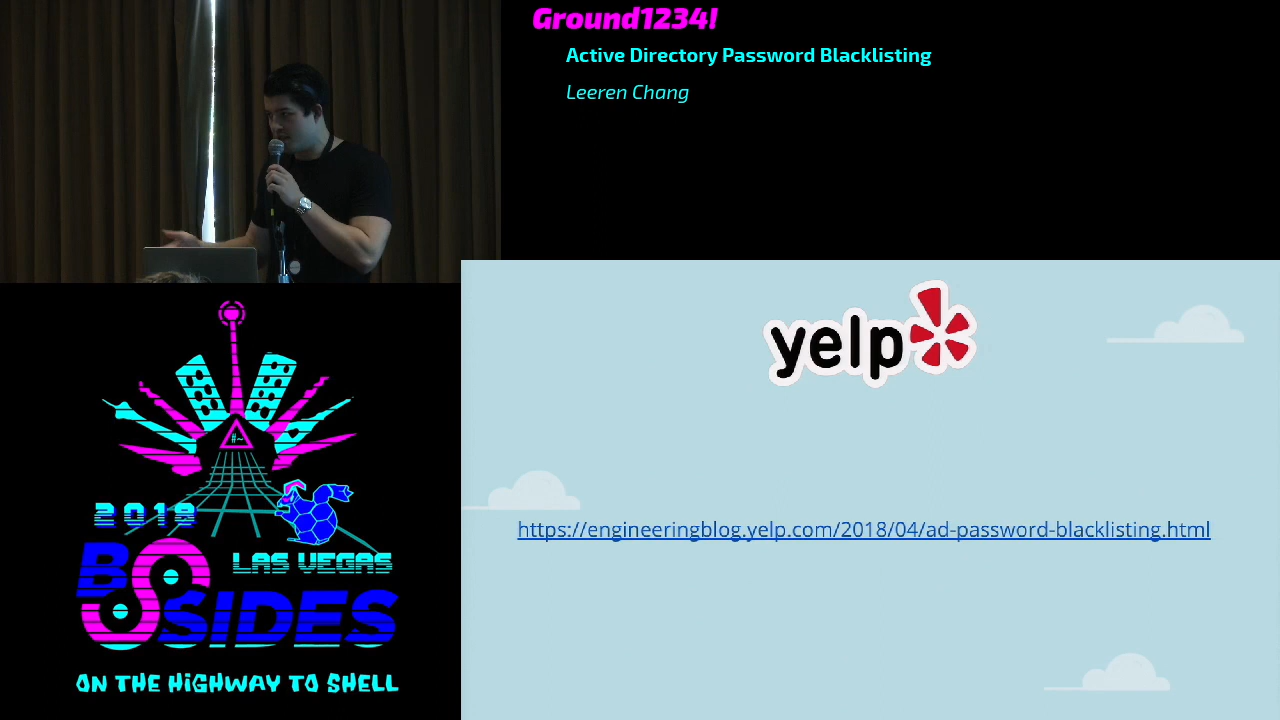 Ground1234!
Active Directory Password Blacklisting
Leeren Chang
yelp
https://engineeringblog.yelp.com/2018/04/ad-password-blacklisting.html
#~
2018
LAS VEGAS
BSIDES
ON THE HIGHWAY TO SHELL